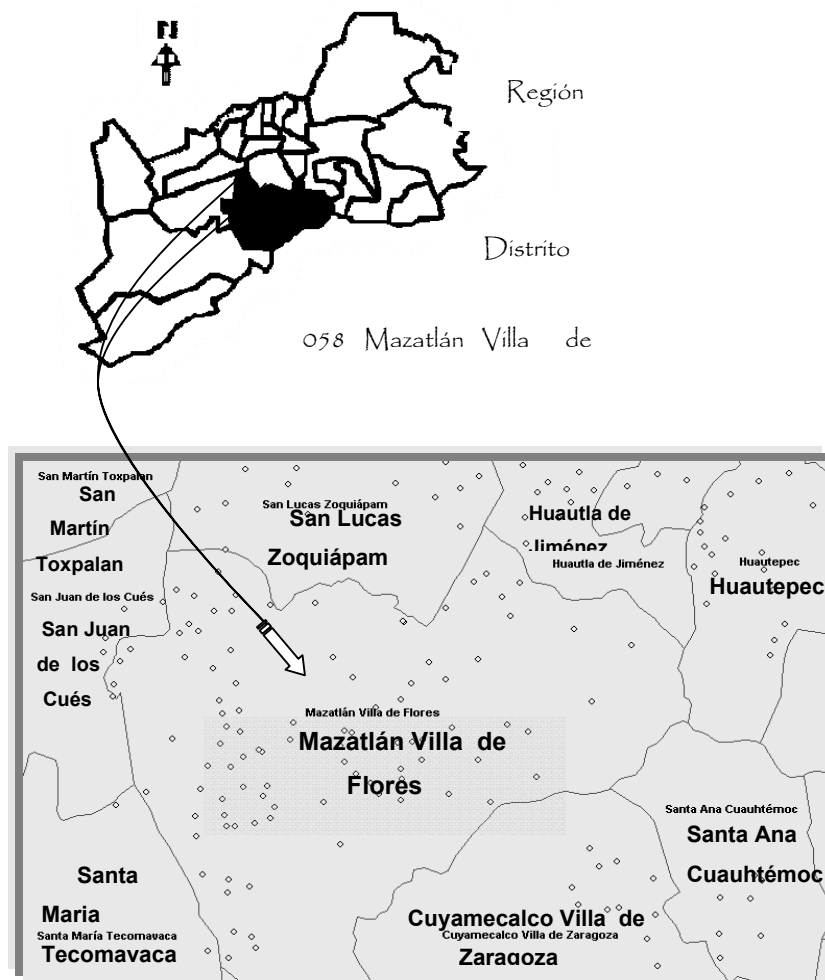 Región
Distrito
058 Mazatlán Villa de
San Martín Toxpalan
San
Martín
Toxpalan
San Lucas Zoquiápam
San Lucas
Zoquiápam
Huautla de
Jiménez
Huautla de Jiménez
Huautepec
Huautepec
San Juan de los Cués
San Juan
de los
Cués
Mazatlán Villa de Flores
Mazatlán Villa de
Flores
Santa Ana Cuauhtémoc
Santa Ana
Cuauhtémoc
Santa
Maria
Santa María Tecomavaca
Tecomavaca
Cuyamecalco Villa de
Cuyamecalco Villa de Zaragoza
Zaragoza